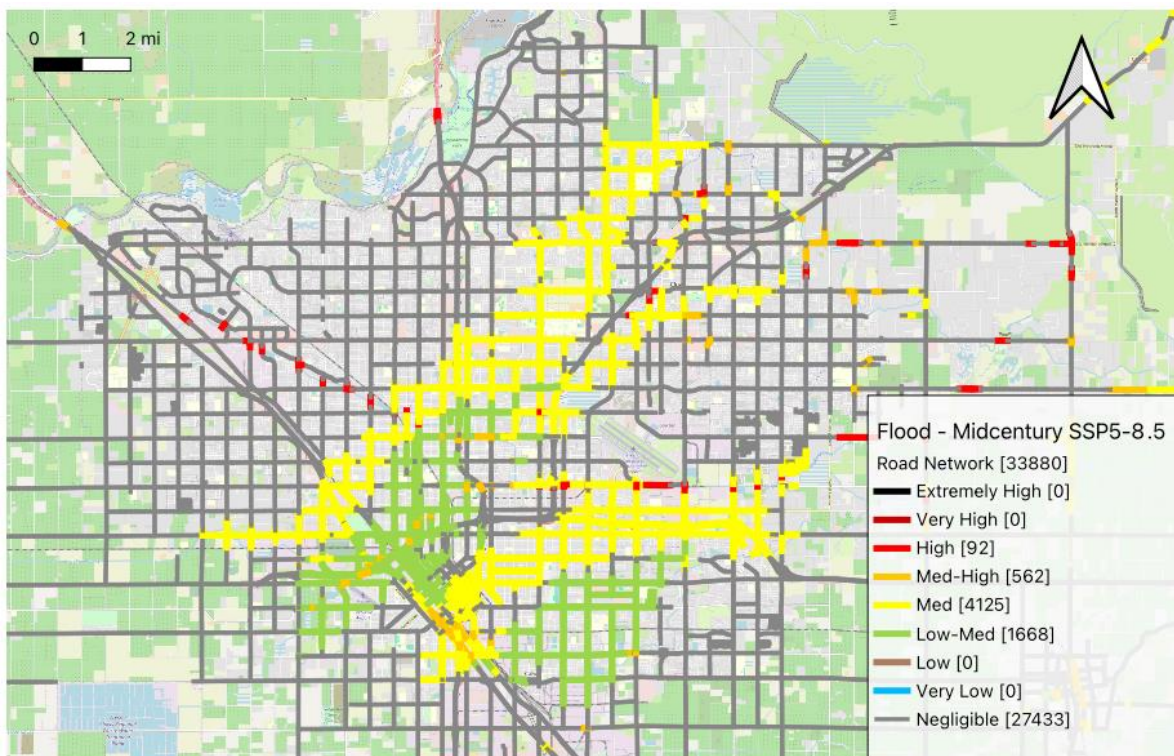 0 1 2 mi
Flood - Midcentury SSP5-8.5
Road Network [33880]
Extremely High [0]
Very High [0]
High [92]
Med-High [562]
Med [4125]
Low-Med [1668]
Low [0]
Very Low [0]
Negligible [27433]